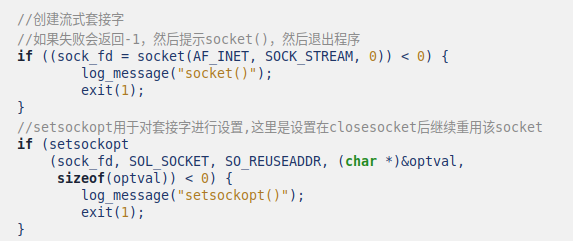 //创建流式套接字
//如果失败会返回-1，然后提示socket()，然后退出程序
if ((sock_fd = socket(AF_INET, SOCK_STREAM, 0)) < 0) {
        log_message("socket()");
        exit(1);
}
//setsockopt用于对套接字进行设置,这里是设置在closesocket后继续重用该socket
if (setsockopt
    (sock_fd, SOL_SOCKET, SO_REUSEADDR, (char *)&optval,
     sizeof(optval)) < 0) {
        log_message("setsockopt()");
        exit(1);
}